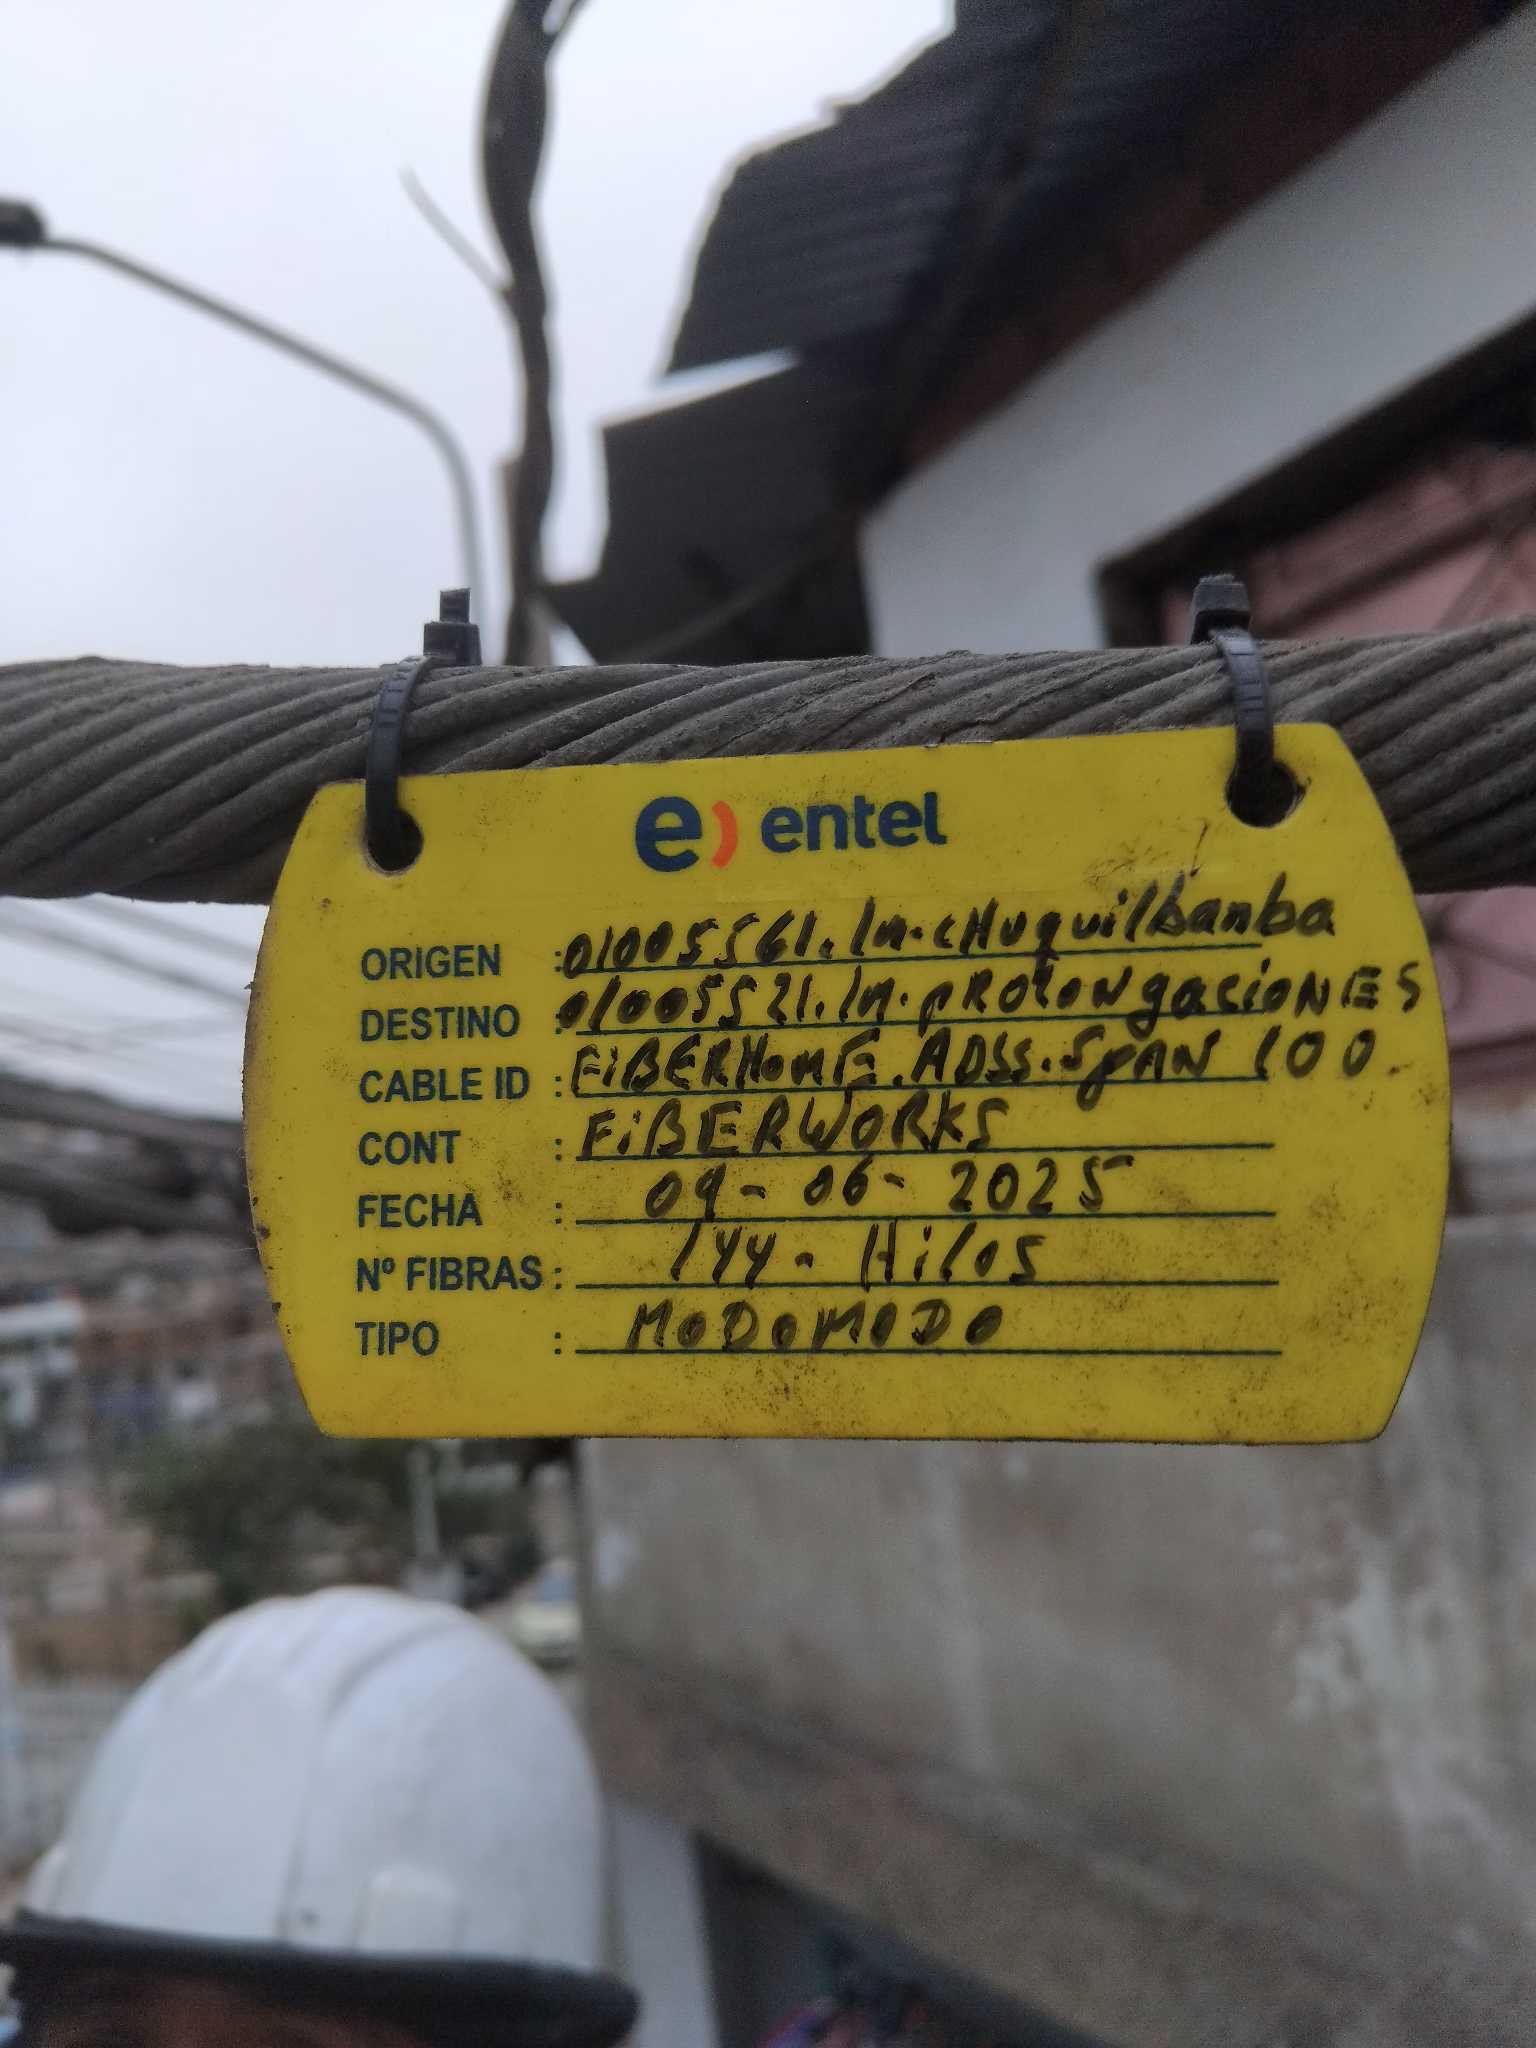 e) entel
ORIGEN : 01005561.lm.cHuquilbanba
DESTINO : 01005521.lm.pROlONgacioNES
CABLE ID : FiBERHomE.ADSS.SpAN 100.
CONT : FiBERWORKS
FECHA : 09-06-2025
Nº FIBRAS : 144-Hilos
TIPO : MoDoMoDo